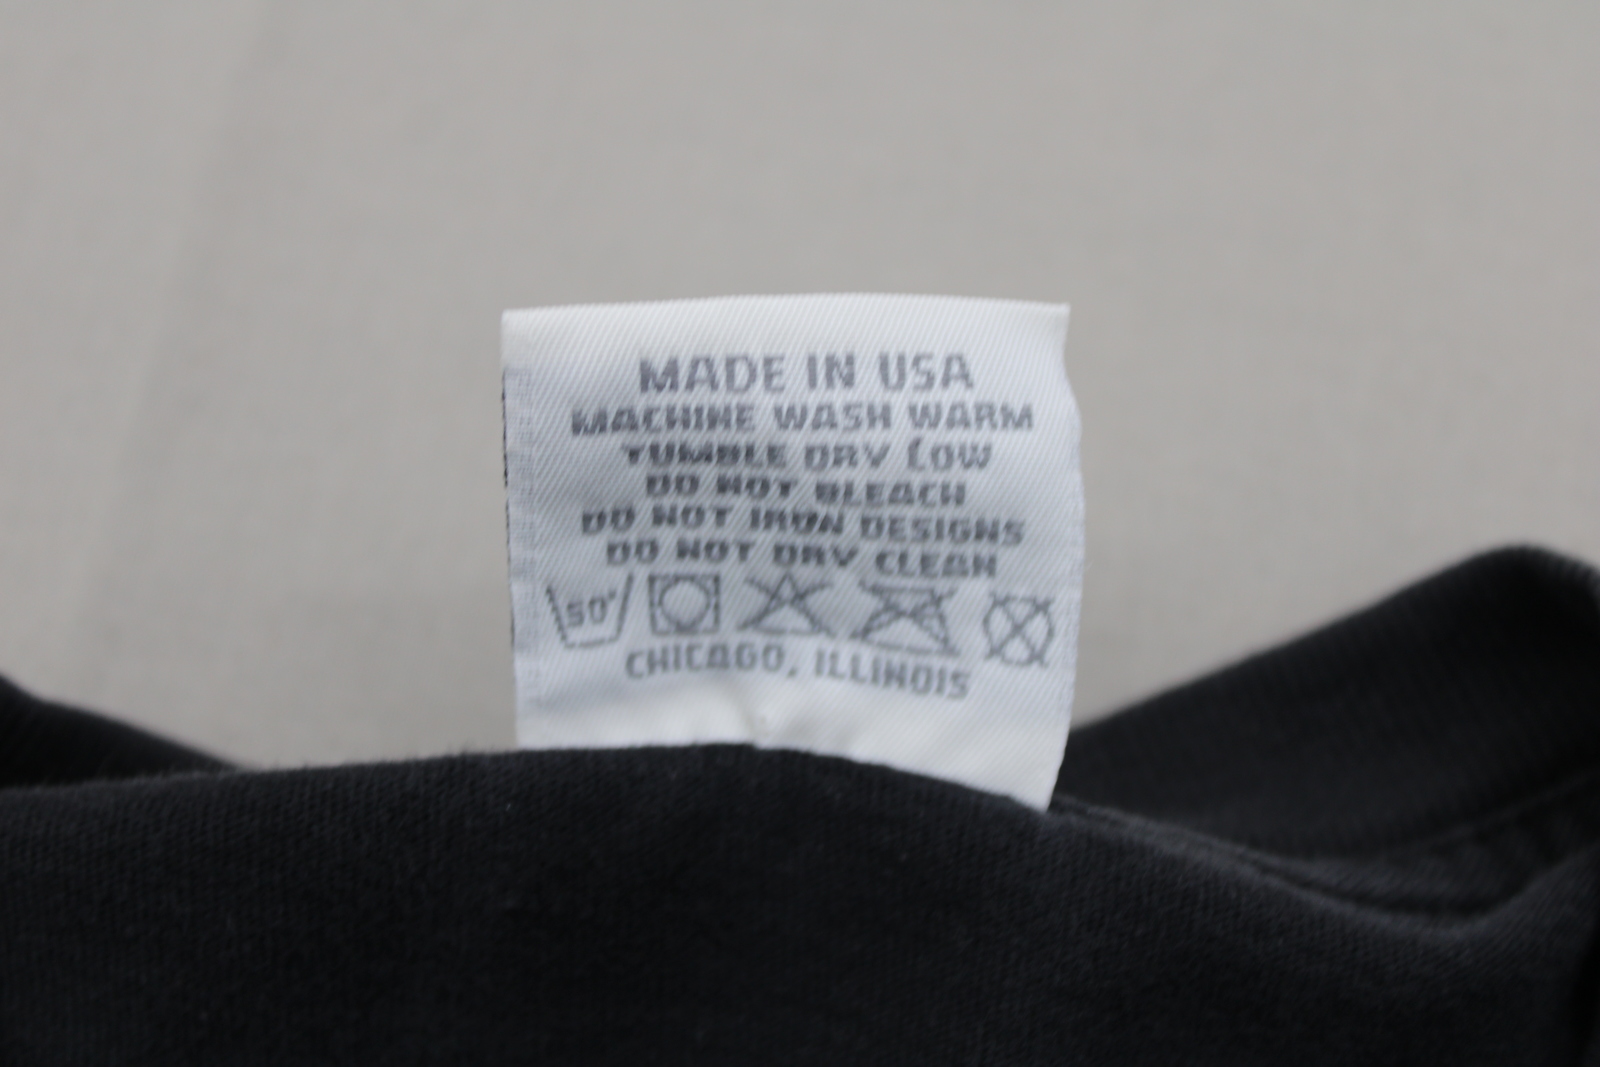 MADE IN USA
MACHINE WASH WARM
TUMBLE DRY LOW
DO NOT BLEACH
DO NOT IRON DESIGNS
DO NOT DRY CLEAN
50°
CHICAGO, ILLINOIS